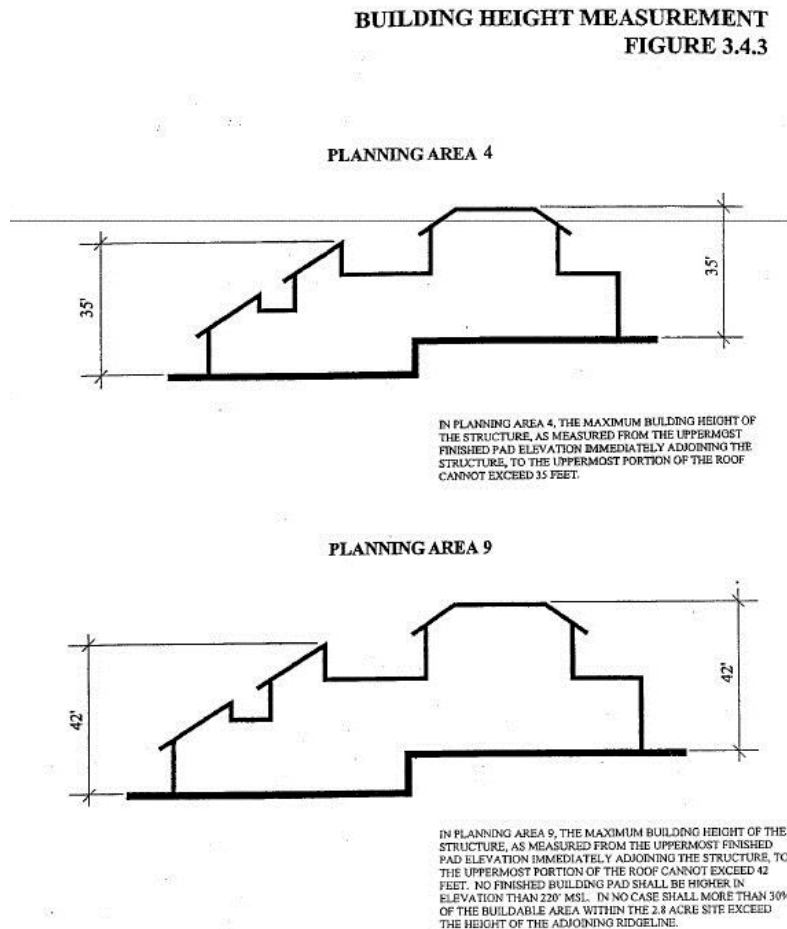 BUILDING HEIGHT MEASUREMENT
FIGURE 3.4.3
PLANNING AREA 4
35'
35'
IN PLANNING AREA 4, THE MAXIMUM BULDING HEIGHT OF
THE STRUCTURE, AS MEASURED FROM THE UPPERMOST
FINISHED PAD ELEVATION IMMEDIATELY ADJOINING THE
STRUCTURE, TO THE UPPERMOST PORTION OF THE ROOF
CANNOT EXCEED 35 FEET.
PLANNING AREA 9
42'
42'
IN PLANNING AREA 9, THE MAXIMUM BUILDING HEIGHT OF THE
STRUCTURE, AS MEASURED FROM THE UPPERMOST FINISHED
PAD ELEVATION IMMEDIATELY ADJOINING THE STRUCTURE, TO
THE UPPERMOST PORTION OF THE ROOF CANNOT EXCEED 42
FEET. NO FINISHED BUILDING PAD SHALL BE HIGHER IN
ELEVATION THAN 220' MSL. IN NO CASE SHALL MORE THAN 30%
OF THE BUILDABLE AREA WITHIN THE 2.8 ACRE SITE EXCEED
THE HEIGHT OF THE ADJOINING RIDGELINE.